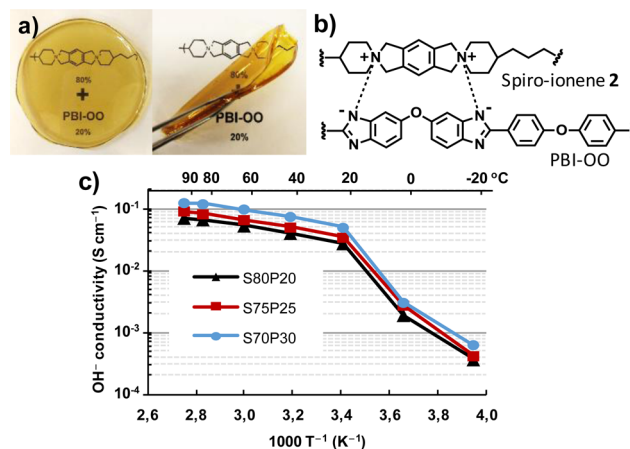 a)
80%
+
PBI-OO
20%
80%
+
PBI-OO
20%
b)
+
+
N
N
Spiro-ionene 2
-
-
N
O
N
N
N
O
PBI-OO
c)
90 80 60 40 20 0 -20 ºC
OH⁻ conductivity (S cm⁻¹)
10⁻¹
10⁻²
10⁻³
10⁻⁴
S80P20
S75P25
S70P30
2,6 2,8 3,0 3,2 3,4 3,6 3,8 4,0
1000 T⁻¹ (K⁻¹)